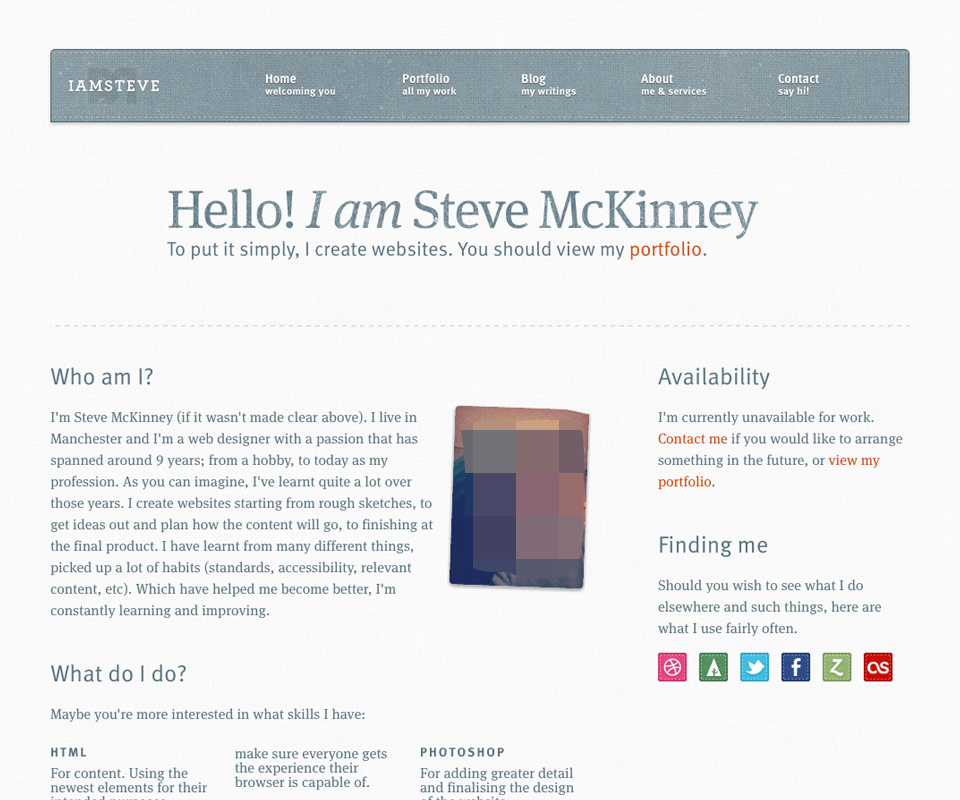 IAMSTEVE
Home
welcoming you
Portfolio
all my work
Blog
my writings
About
me & services
Contact
say hi!
Hello! I am Steve McKinney
To put it simply, I create websites. You should view my portfolio.
Who am I?
I'm Steve McKinney (if it wasn't made clear above). I live in
Manchester and I'm a web designer with a passion that has
spanned around 9 years; from a hobby, to today as my
profession. As you can imagine, I've learnt quite a lot over
those years. I create websites starting from rough sketches, to
get ideas out and plan how the content will go, to finishing at
the final product. I have learnt from many different things,
picked up a lot of habits (standards, accessibility, relevant
content, etc). Which have helped me become better, I'm
constantly learning and improving.
What do I do?
Maybe you're more interested in what skills I have:
HTML
For content. Using the
newest elements for their
intended purposes
make sure everyone gets
the experience their
browser is capable of.
PHOTOSHOP
For adding greater detail
and finalising the design
of the website
Availability
I'm currently unavailable for work.
Contact me if you would like to arrange
something in the future, or view my
portfolio.
Finding me
Should you wish to see what I do
elsewhere and such things, here are
what I use fairly often.